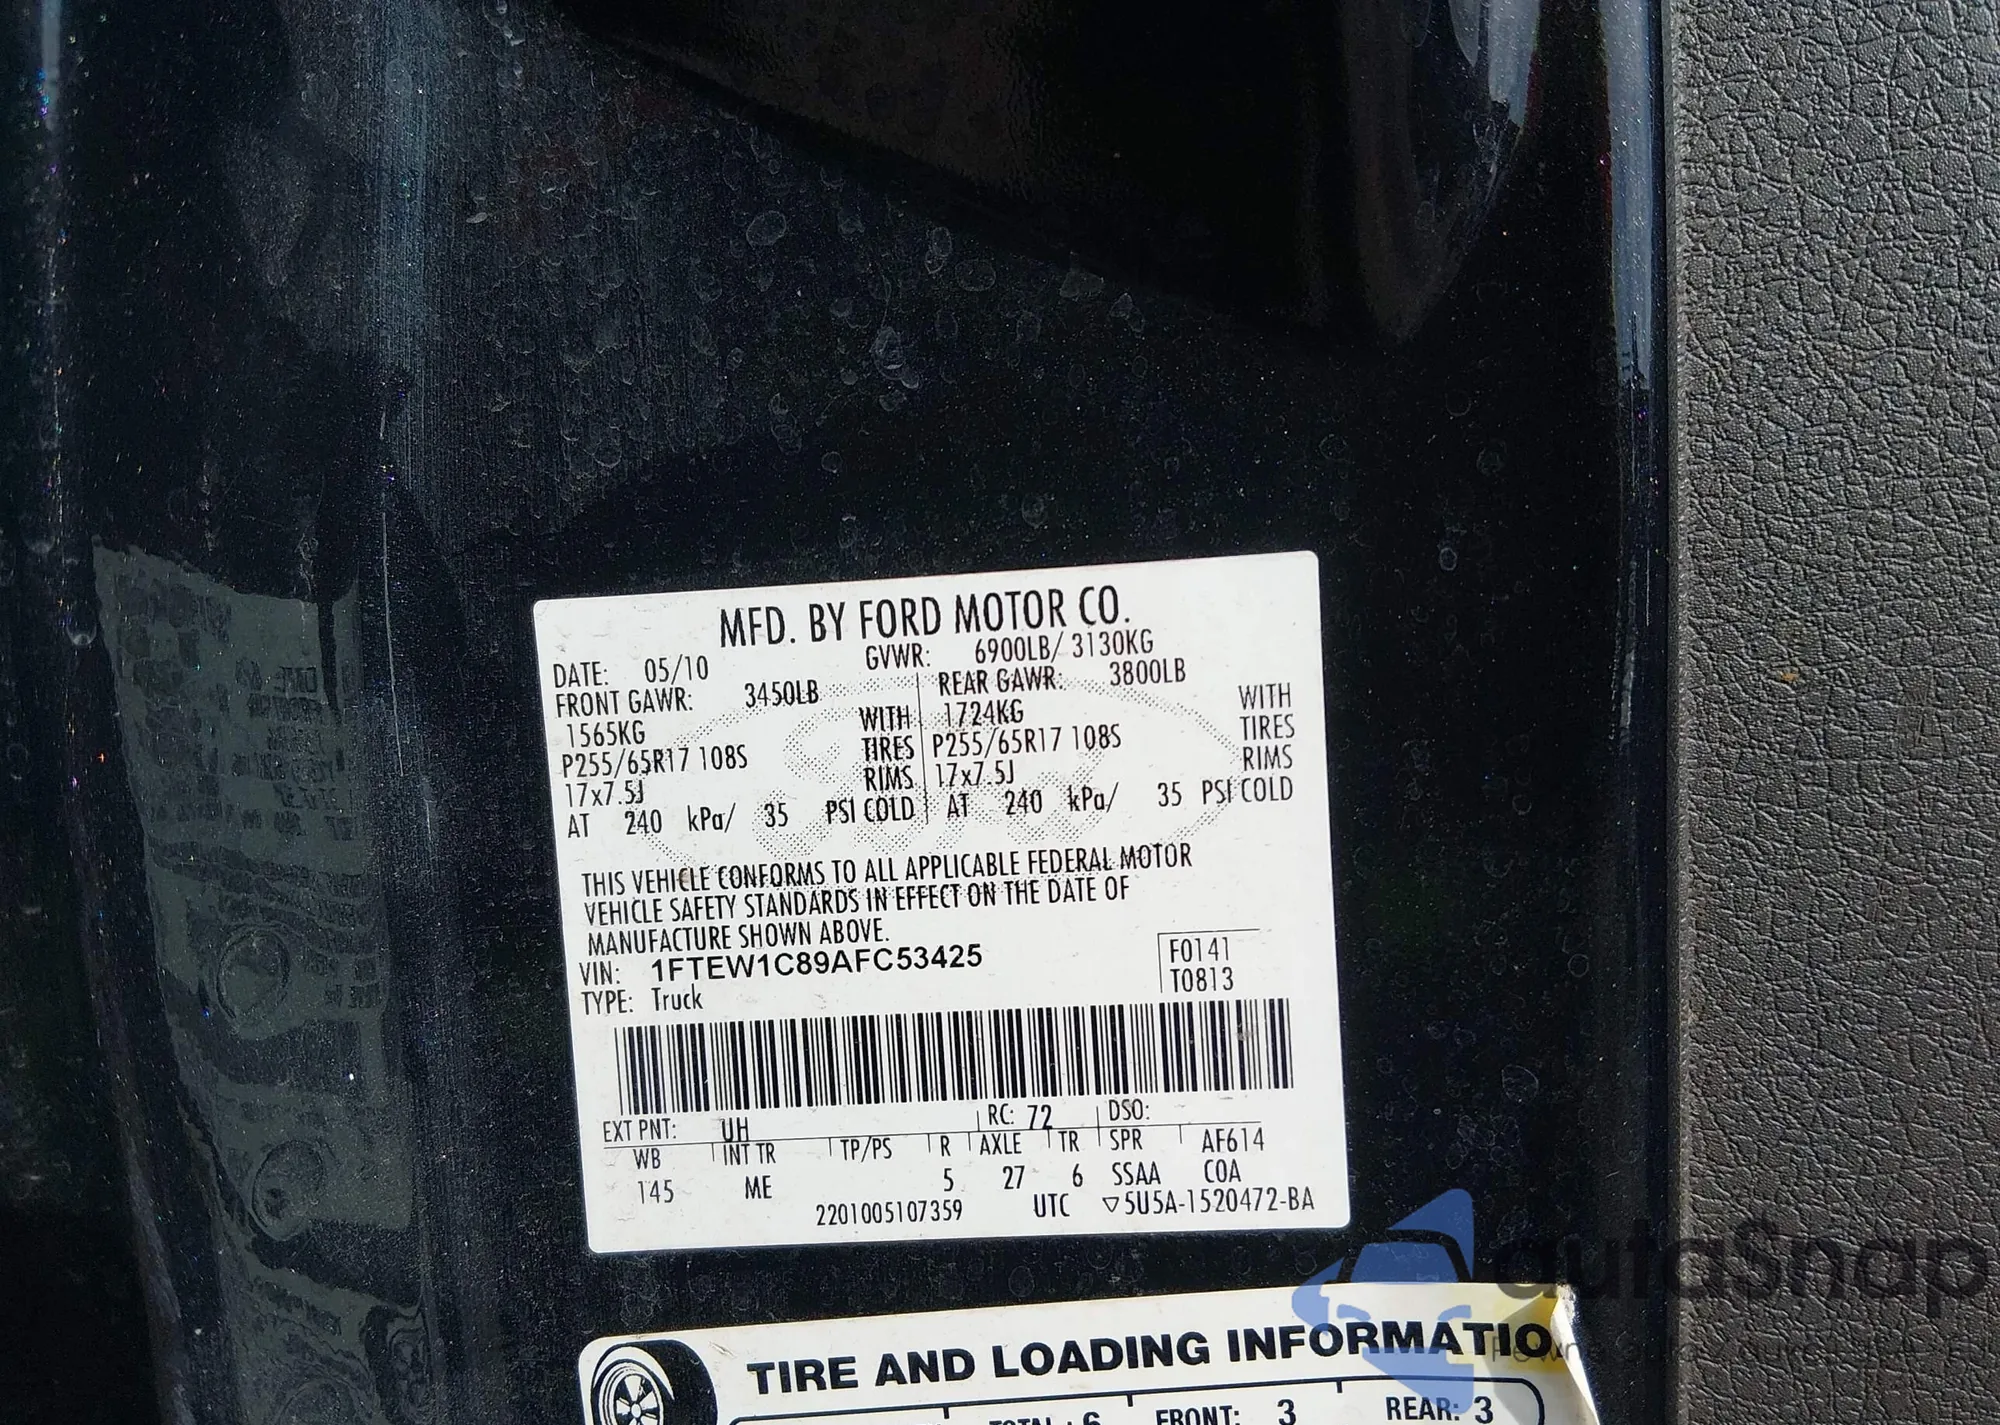 MFD. BY FORD MOTOR CO.
DATE: 05/10 GVWR: 6900LB/ 3130KG
FRONT GAWR: 3450LB REAR GAWR: 3800LB
1565KG WITH 1724KG WITH
P255/65R17 108S TIRES P255/65R17 108S TIRES
17x7.5J RIMS 17x7.5J RIMS
AT 240 kPa/ 35 PSI COLD AT 240 kPa/ 35 PSI COLD
THIS VEHICLE CONFORMS TO ALL APPLICABLE FEDERAL MOTOR
VEHICLE SAFETY STANDARDS IN EFFECT ON THE DATE OF
MANUFACTURE SHOWN ABOVE.
VIN: 1FTEW1C89AFC53425 F0141
TYPE: Truck T0813
EXT PNT: UH RC: 72 DSO:
WB INT TR TP/PS R AXLE TR SPR AF614
145 ME 5 27 6 SSAA COA
2201005107359 UTC ▽5U5A-1520472-BA
autoSnap
TIRE AND LOADING INFORMATIO
TOTAL: 6 FRONT: 3 REAR: 3